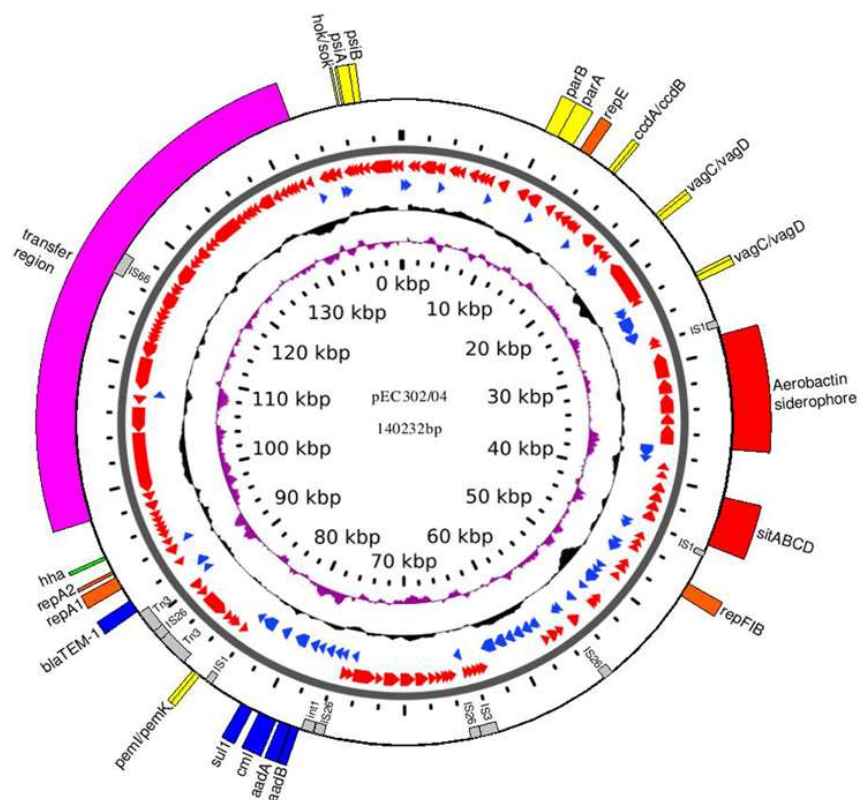 hok/sok
psiA
psiB
parB
parA
repE
ccdA/ccdB
vagC/vagD
vagC/vagD
IS1
Aerobactin
siderophore
sitABCD
IS1
repFIB
IS26
IS3
IS26
IS26
int1
aadB
aadA
cml
sul1
IS1
pemI/pemK
Tn3
IS26
Tn3
blaTEM-1
repA1
repA2
hha
transfer
region
IS66
0 kbp
10 kbp
20 kbp
30 kbp
40 kbp
50 kbp
60 kbp
70 kbp
80 kbp
90 kbp
100 kbp
110 kbp
120 kbp
130 kbp
pEC302/04
140232bp